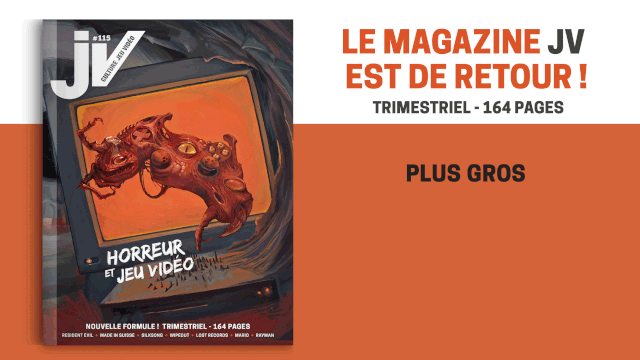 #115
jv
CULTURE JEU VIDÉO
HORREUR
ET JEU VIDÉO
NOUVELLE FORMULE ! TRIMESTRIEL - 164 PAGES
RESIDENT EVIL • MADE IN SUISSE • SILKSONG • WIPEOUT • LOST RECORDS • MARIO • RAYMAN
LE MAGAZINE JV
EST DE RETOUR !
TRIMESTRIEL - 164 PAGES
PLUS GROS